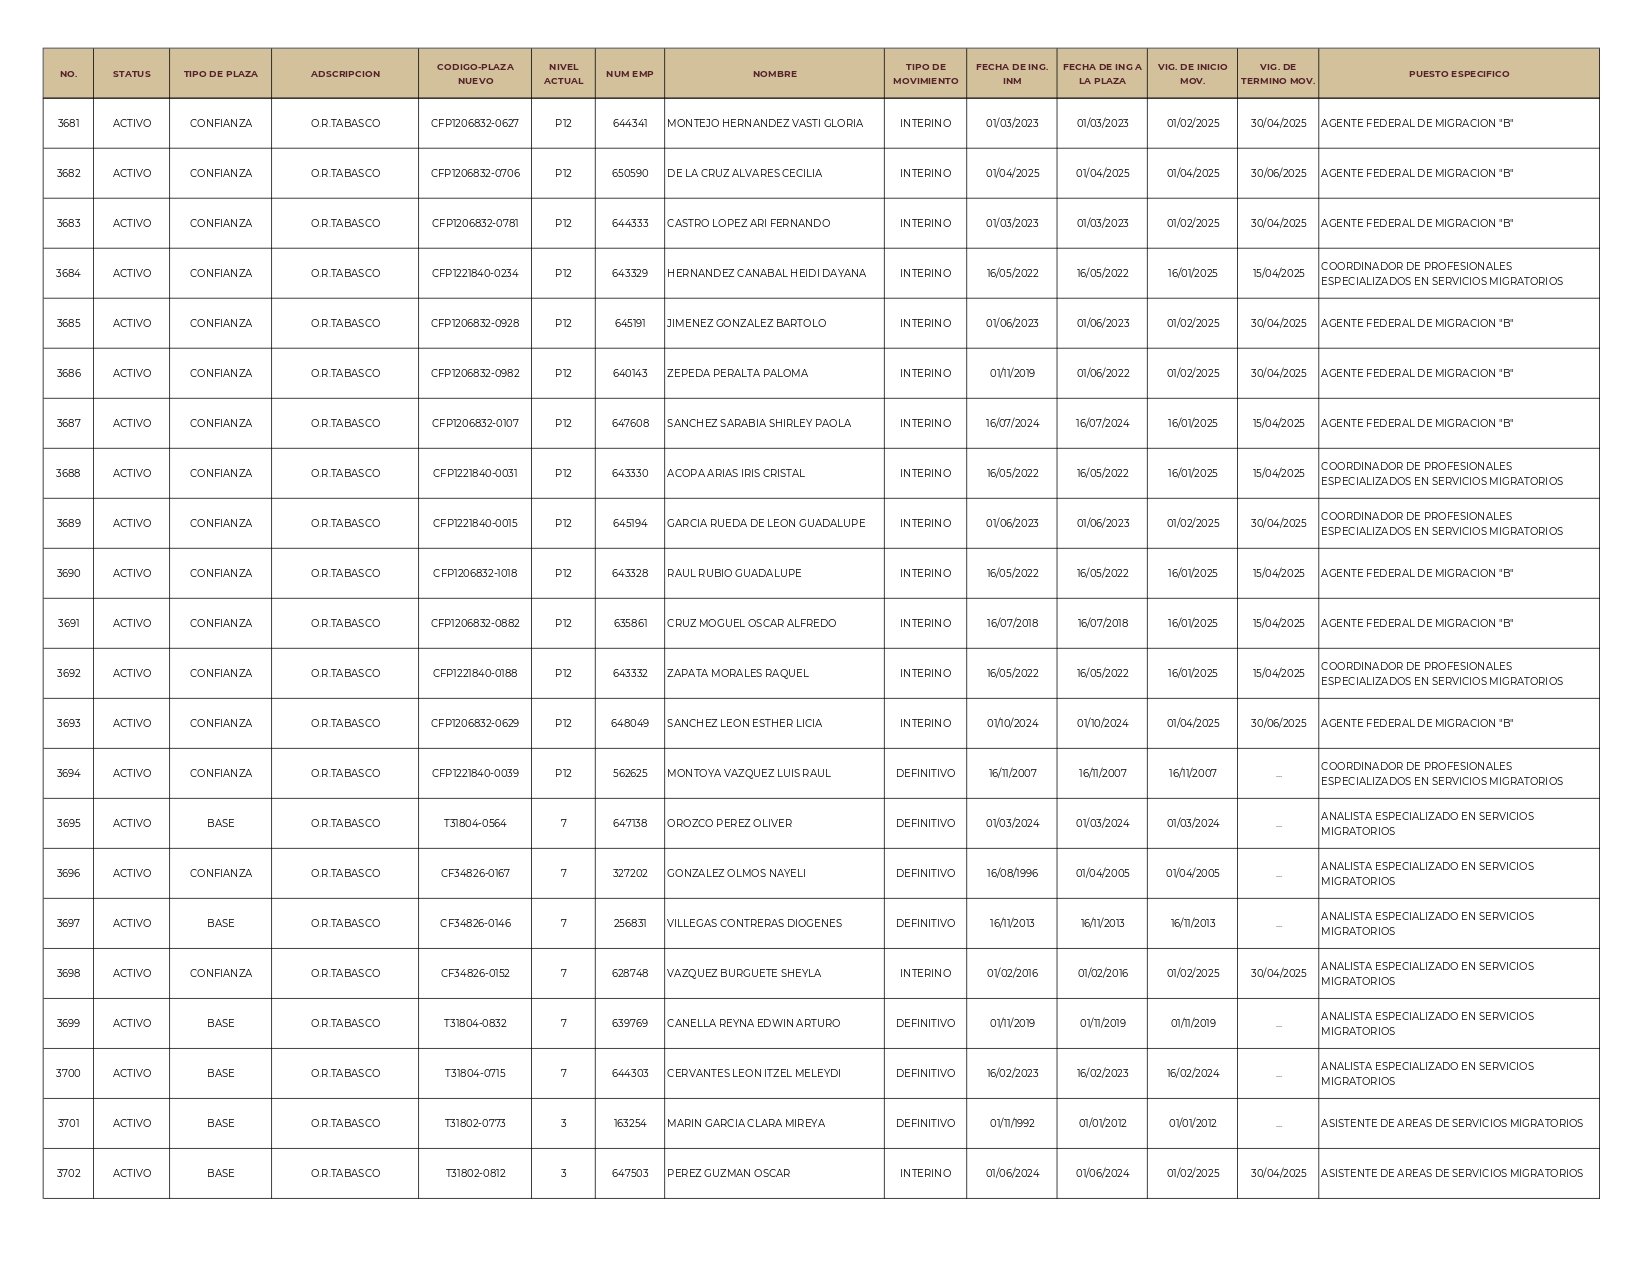 NO. STATUS TIPO DE PLAZA ADSCRIPCION CODIGO-PLAZA NUEVO NIVEL ACTUAL NUM EMP NOMBRE TIPO DE MOVIMIENTO FECHA DE ING. INM FECHA DE ING A LA PLAZA VIG. DE INICIO MOV. VIG. DE TERMINO MOV. PUESTO ESPECIFICO
3681 ACTIVO CONFIANZA O.R.TABASCO CFP1206832-0627 P12 644341 MONTEJO HERNANDEZ VASTI GLORIA INTERINO 01/03/2023 01/03/2023 01/02/2025 30/04/2025 AGENTE FEDERAL DE MIGRACION "B"
3682 ACTIVO CONFIANZA O.R.TABASCO CFP1206832-0706 P12 650590 DE LA CRUZ ALVARES CECILIA INTERINO 01/04/2025 01/04/2025 01/04/2025 30/06/2025 AGENTE FEDERAL DE MIGRACION "B"
3683 ACTIVO CONFIANZA O.R.TABASCO CFP1206832-0781 P12 644333 CASTRO LOPEZ ARI FERNANDO INTERINO 01/03/2023 01/03/2023 01/02/2025 30/04/2025 AGENTE FEDERAL DE MIGRACION "B"
3684 ACTIVO CONFIANZA O.R.TABASCO CFP1221840-0234 P12 643329 HERNANDEZ CANABAL HEIDI DAYANA INTERINO 16/05/2022 16/05/2022 16/01/2025 15/04/2025 COORDINADOR DE PROFESIONALES ESPECIALIZADOS EN SERVICIOS MIGRATORIOS
3685 ACTIVO CONFIANZA O.R.TABASCO CFP1206832-0928 P12 645191 JIMENEZ GONZALEZ BARTOLO INTERINO 01/06/2023 01/06/2023 01/02/2025 30/04/2025 AGENTE FEDERAL DE MIGRACION "B"
3686 ACTIVO CONFIANZA O.R.TABASCO CFP1206832-0982 P12 640143 ZEPEDA PERALTA PALOMA INTERINO 01/11/2019 01/06/2022 01/02/2025 30/04/2025 AGENTE FEDERAL DE MIGRACION "B"
3687 ACTIVO CONFIANZA O.R.TABASCO CFP1206832-0107 P12 647608 SANCHEZ SARABIA SHIRLEY PAOLA INTERINO 16/07/2024 16/07/2024 16/01/2025 15/04/2025 AGENTE FEDERAL DE MIGRACION "B"
3688 ACTIVO CONFIANZA O.R.TABASCO CFP1221840-0031 P12 643330 ACOPA ARIAS IRIS CRISTAL INTERINO 16/05/2022 16/05/2022 16/01/2025 15/04/2025 COORDINADOR DE PROFESIONALES ESPECIALIZADOS EN SERVICIOS MIGRATORIOS
3689 ACTIVO CONFIANZA O.R.TABASCO CFP1221840-0015 P12 645194 GARCIA RUEDA DE LEON GUADALUPE INTERINO 01/06/2023 01/06/2023 01/02/2025 30/04/2025 COORDINADOR DE PROFESIONALES ESPECIALIZADOS EN SERVICIOS MIGRATORIOS
3690 ACTIVO CONFIANZA O.R.TABASCO CFP1206832-1018 P12 643328 RAUL RUBIO GUADALUPE INTERINO 16/05/2022 16/05/2022 16/01/2025 15/04/2025 AGENTE FEDERAL DE MIGRACION "B"
3691 ACTIVO CONFIANZA O.R.TABASCO CFP1206832-0882 P12 635861 CRUZ MOGUEL OSCAR ALFREDO INTERINO 16/07/2018 16/07/2018 16/01/2025 15/04/2025 AGENTE FEDERAL DE MIGRACION "B"
3692 ACTIVO CONFIANZA O.R.TABASCO CFP1221840-0188 P12 643332 ZAPATA MORALES RAQUEL INTERINO 16/05/2022 16/05/2022 16/01/2025 15/04/2025 COORDINADOR DE PROFESIONALES ESPECIALIZADOS EN SERVICIOS MIGRATORIOS
3693 ACTIVO CONFIANZA O.R.TABASCO CFP1206832-0629 P12 648049 SANCHEZ LEON ESTHER LICIA INTERINO 01/10/2024 01/10/2024 01/04/2025 30/06/2025 AGENTE FEDERAL DE MIGRACION "B"
3694 ACTIVO CONFIANZA O.R.TABASCO CFP1221840-0039 P12 562625 MONTOYA VAZQUEZ LUIS RAUL DEFINITIVO 16/11/2007 16/11/2007 16/11/2007 ... COORDINADOR DE PROFESIONALES ESPECIALIZADOS EN SERVICIOS MIGRATORIOS
3695 ACTIVO BASE O.R.TABASCO T31804-0564 7 647138 OROZCO PEREZ OLIVER DEFINITIVO 01/03/2024 01/03/2024 01/03/2024 ... ANALISTA ESPECIALIZADO EN SERVICIOS MIGRATORIOS
3696 ACTIVO CONFIANZA O.R.TABASCO CF34826-0167 7 327202 GONZALEZ OLMOS NAYELI DEFINITIVO 16/08/1996 01/04/2005 01/04/2005 ... ANALISTA ESPECIALIZADO EN SERVICIOS MIGRATORIOS
3697 ACTIVO BASE O.R.TABASCO CF34826-0146 7 256831 VILLEGAS CONTRERAS DIOGENES DEFINITIVO 16/11/2013 16/11/2013 16/11/2013 ... ANALISTA ESPECIALIZADO EN SERVICIOS MIGRATORIOS
3698 ACTIVO CONFIANZA O.R.TABASCO CF34826-0152 7 628748 VAZQUEZ BURGUETE SHEYLA INTERINO 01/02/2016 01/02/2016 01/02/2025 30/04/2025 ANALISTA ESPECIALIZADO EN SERVICIOS MIGRATORIOS
3699 ACTIVO BASE O.R.TABASCO T31804-0832 7 639769 CANELLA REYNA EDWIN ARTURO DEFINITIVO 01/11/2019 01/11/2019 01/11/2019 ... ANALISTA ESPECIALIZADO EN SERVICIOS MIGRATORIOS
3700 ACTIVO BASE O.R.TABASCO T31804-0715 7 644303 CERVANTES LEON ITZEL MELEYDI DEFINITIVO 16/02/2023 16/02/2023 16/02/2024 ... ANALISTA ESPECIALIZADO EN SERVICIOS MIGRATORIOS
3701 ACTIVO BASE O.R.TABASCO T31802-0773 3 163254 MARIN GARCIA CLARA MIREYA DEFINITIVO 01/11/1992 01/01/2012 01/01/2012 ... ASISTENTE DE AREAS DE SERVICIOS MIGRATORIOS
3702 ACTIVO BASE O.R.TABASCO T31802-0812 3 647503 PEREZ GUZMAN OSCAR INTERINO 01/06/2024 01/06/2024 01/02/2025 30/04/2025 ASISTENTE DE AREAS DE SERVICIOS MIGRATORIOS